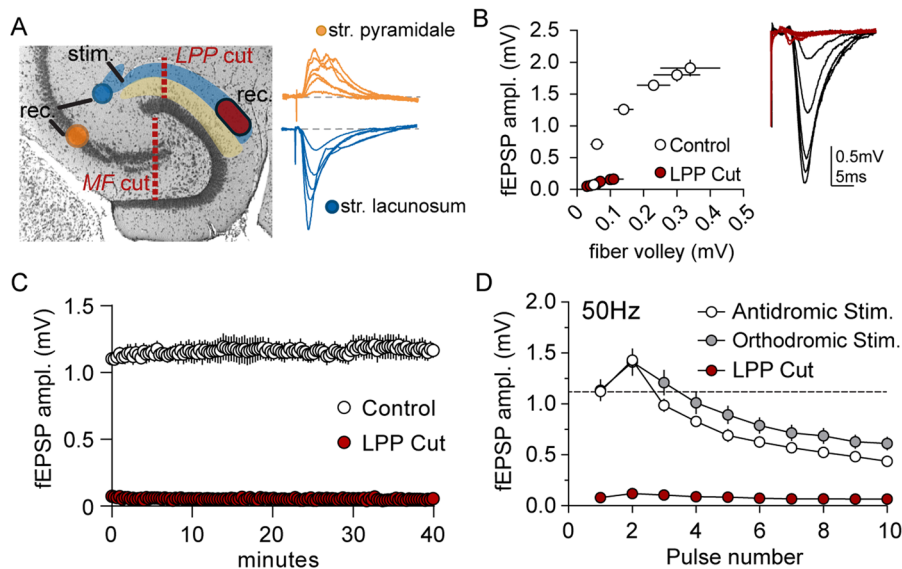 A
LPP cut
stim.
rec.
rec.
MF cut
str. pyramidale
str. lacunosum
B
fEPSP ampl. (mV)
2.5
2.0
1.5
1.0
0.5
0.0
Control
LPP Cut
0
0.1
0.2
0.3
0.4
0.5
fiber volley (mV)
0.5mV
5ms
C
fEPSP ampl. (mV)
1.5
1.0
0.5
0
Control
LPP Cut
0
10
20
30
40
minutes
D
fEPSP ampl. (mV)
2.0
1.5
1.0
0.5
0.0
50Hz
Antidromic Stim.
Orthodromic Stim.
LPP Cut
0
2
4
6
8
10
Pulse number